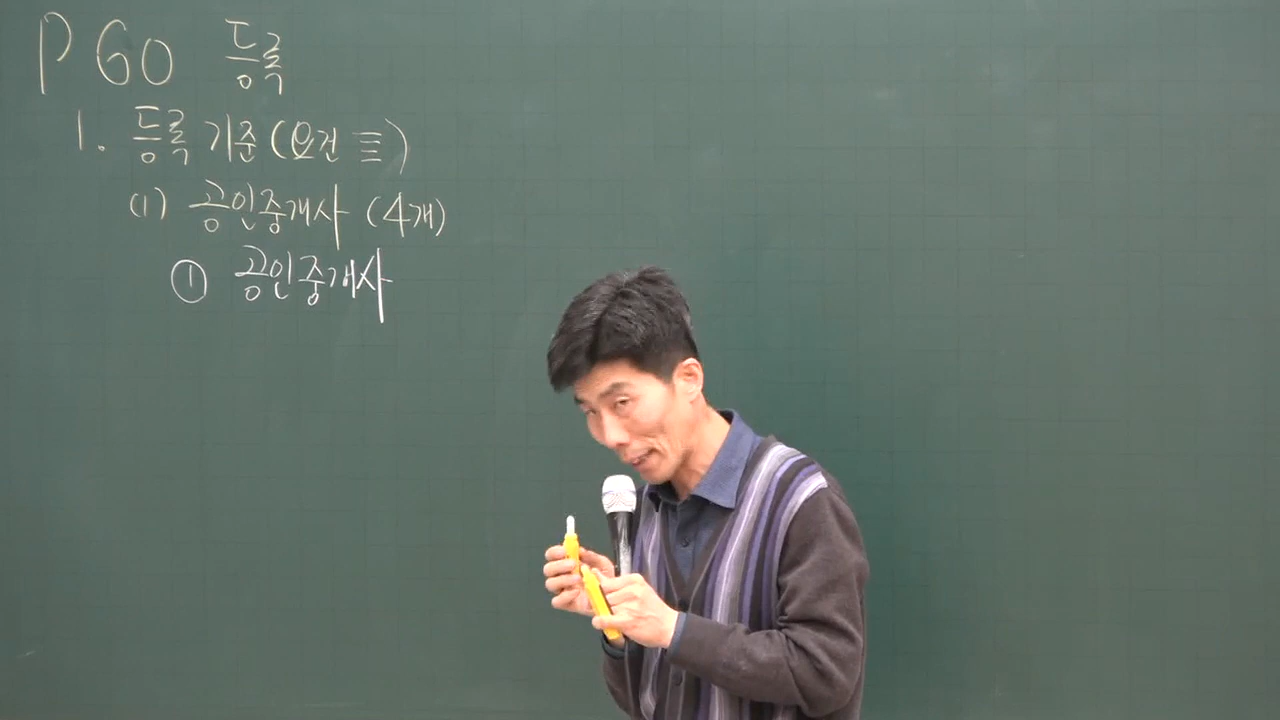 P 60 등록
1. 등록 기준 (요건 三)
(1) 공인중개사 (4개)
① 공인중개사